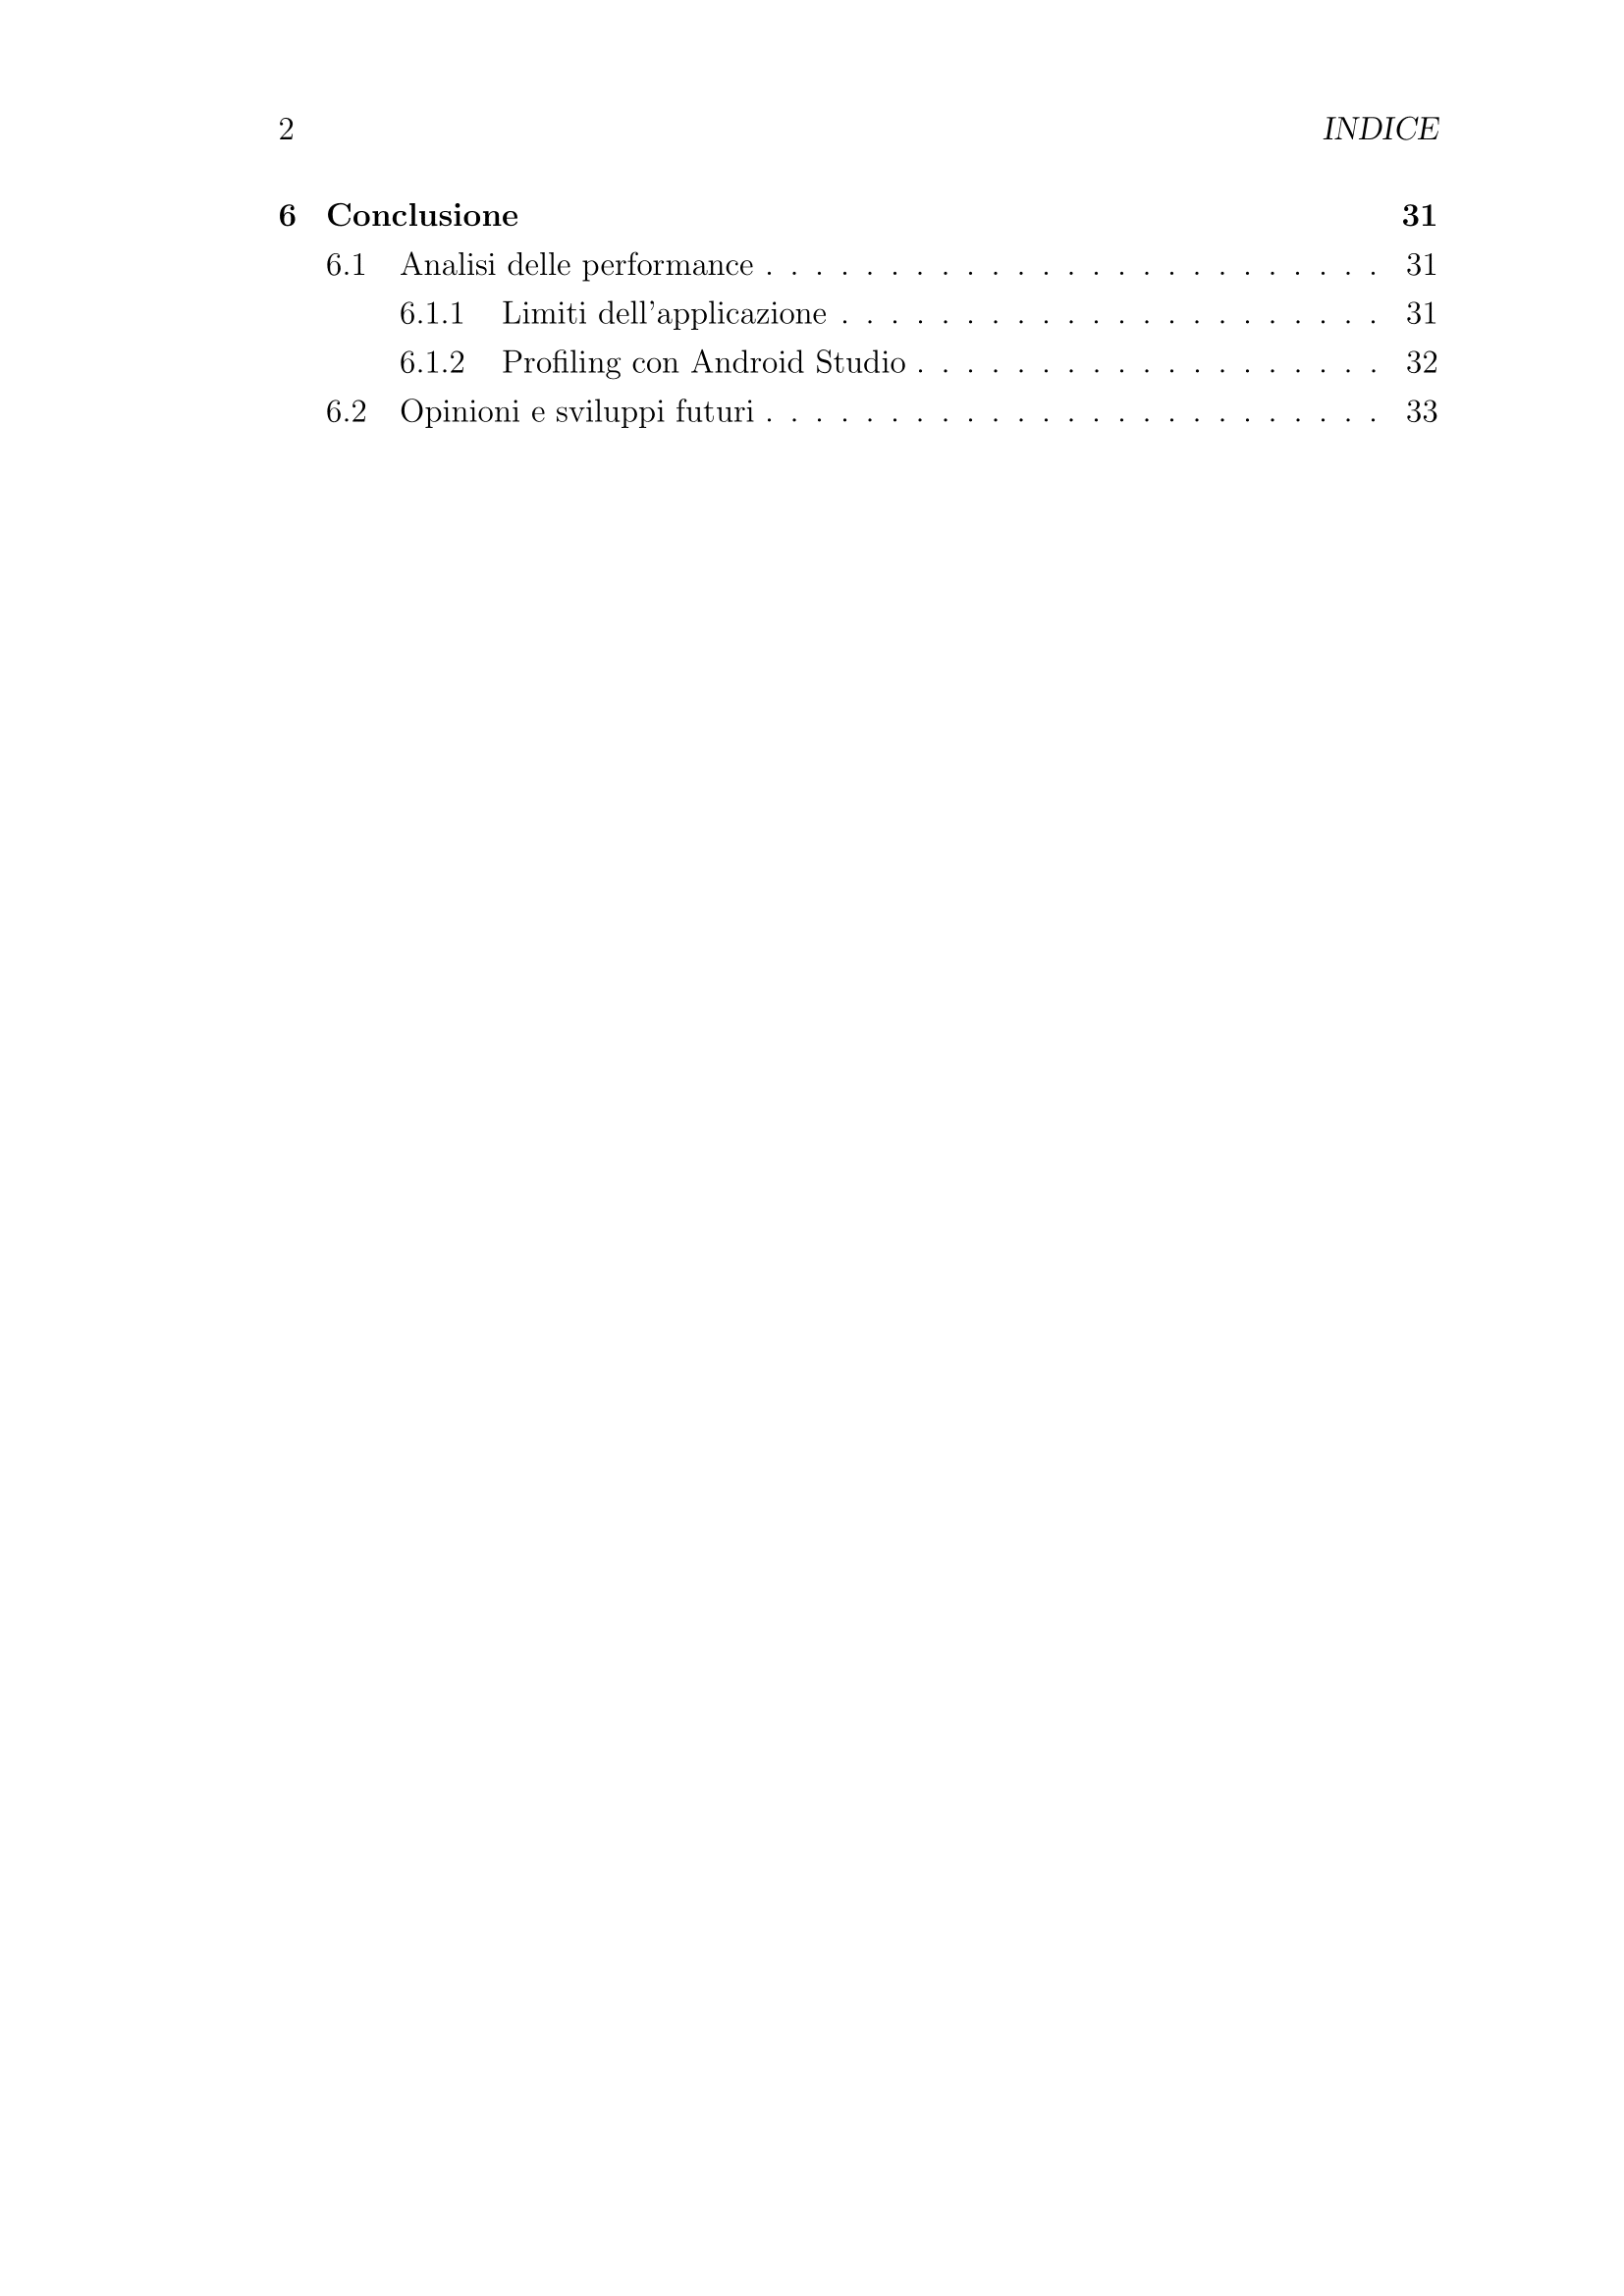 2 INDICE
6 Conclusione 31
6.1 Analisi delle performance . . . . . . . . . . . . . . . . . . . . . . . . . 31
6.1.1 Limiti dell'applicazione . . . . . . . . . . . . . . . . . . . . . . 31
6.1.2 Profiling con Android Studio . . . . . . . . . . . . . . . . . . . 32
6.2 Opinioni e sviluppi futuri . . . . . . . . . . . . . . . . . . . . . . . . . 33